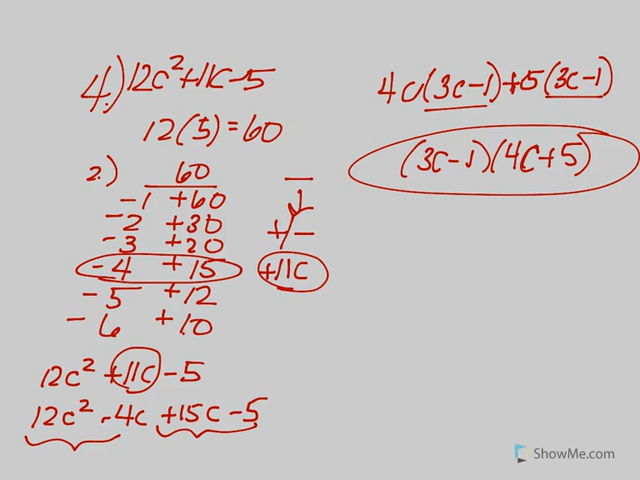 4.) 12c² + 11c - 5
12(5) = 60
2.) 60
-1 +60
-2 +30
-3 +20
-4 +15
-5 +12
-6 +10
—
+/-
+11c
12c² +11c - 5
12c² - 4c +15c - 5
4c(3c-1)+5(3c-1)
(3c-1)(4c+5)
ShowMe.com